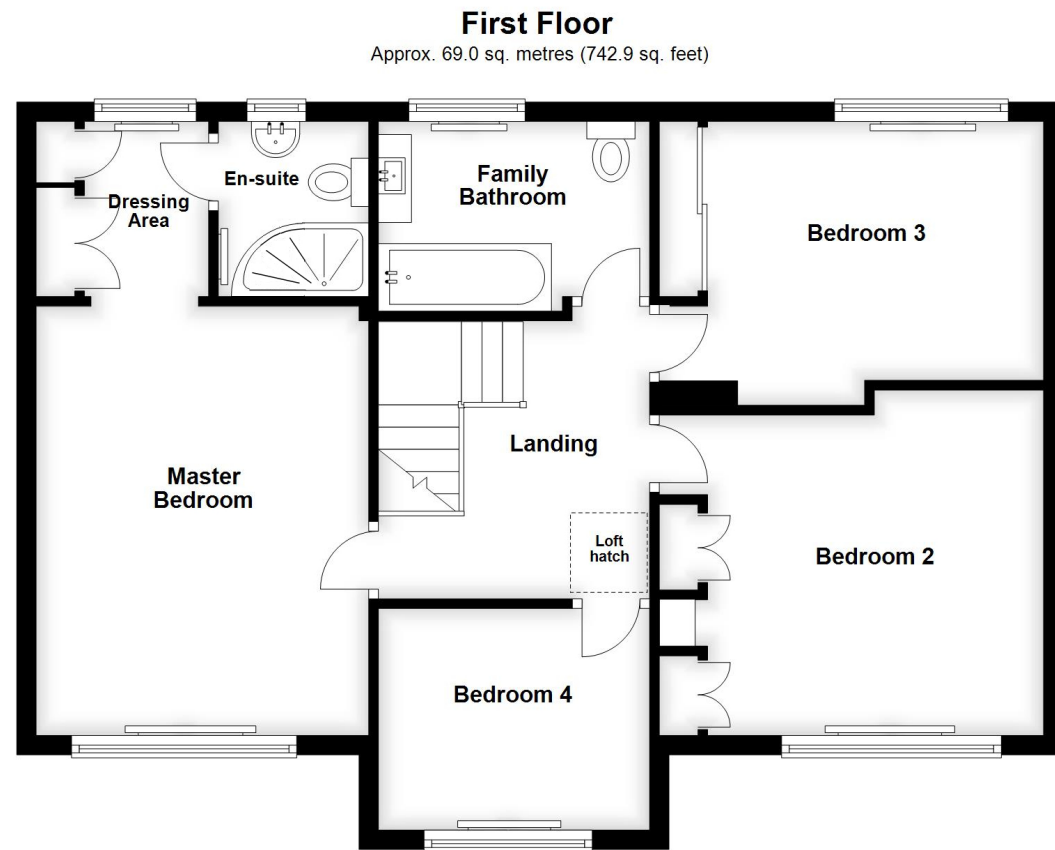 First Floor
Approx. 69.0 sq. metres (742.9 sq. feet)
En-suite
Dressing
Area
Family
Bathroom
Bedroom 3
Landing
Master
Bedroom
Loft
hatch
Bedroom 2
Bedroom 4